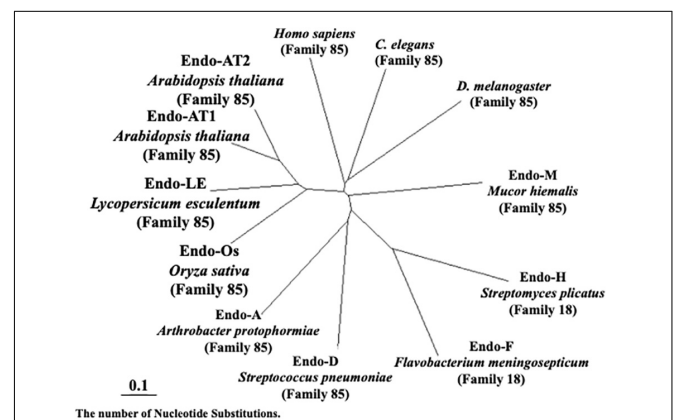 Homo sapiens
(Family 85)
C. elegans
(Family 85)
D. melanogaster
(Family 85)
Endo-AT2
Arabidopsis thaliana
(Family 85)
Endo-AT1
Arabidopsis thaliana
(Family 85)
Endo-LE
Lycopersicum esculentum
(Family 85)
Endo-M
Mucor hiemalis
(Family 85)
Endo-Os
Oryza sativa
(Family 85)
Endo-H
Streptomyces plicatus
(Family 18)
Endo-A
Arthrobacter protophormiae
(Family 85)
Endo-F
Flavobacterium meningosepticum
(Family 18)
Endo-D
Streptococcus pneumoniae
(Family 85)
0.1
The number of Nucleotide Substitutions.